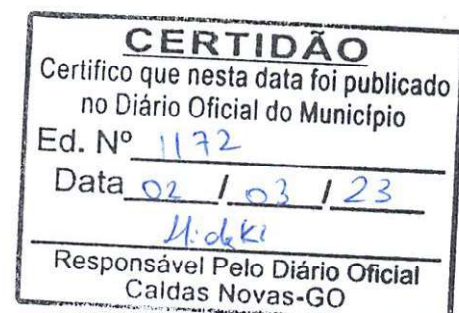 CERTIDÃO
Certifico que nesta data foi publicado
no Diário Oficial do Município
Ed. Nº 1172
Data 02 / 03 / 23
Responsável Pelo Diário Oficial
Caldas Novas-GO